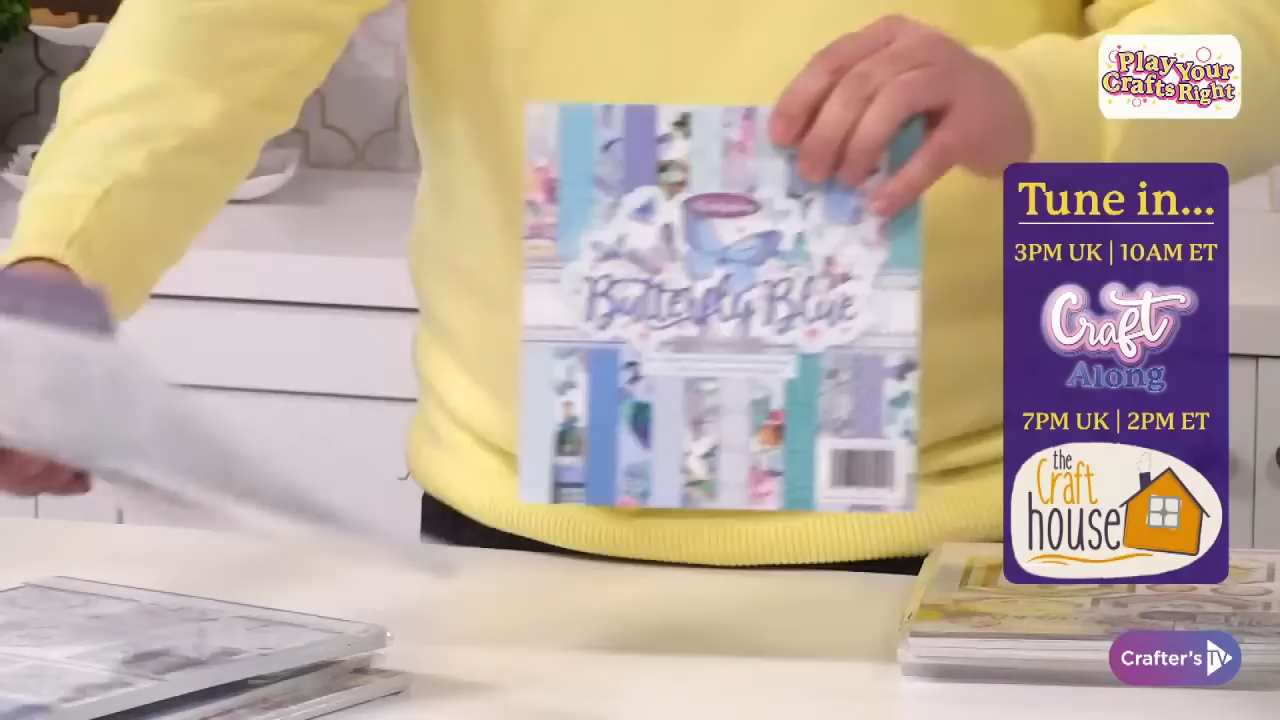 Play Your
Crafts Right
Tune in...
3PM UK | 10AM ET
Craft
Along
7PM UK | 2PM ET
the
Craft
house
Butterfly Blue
Crafter's TV